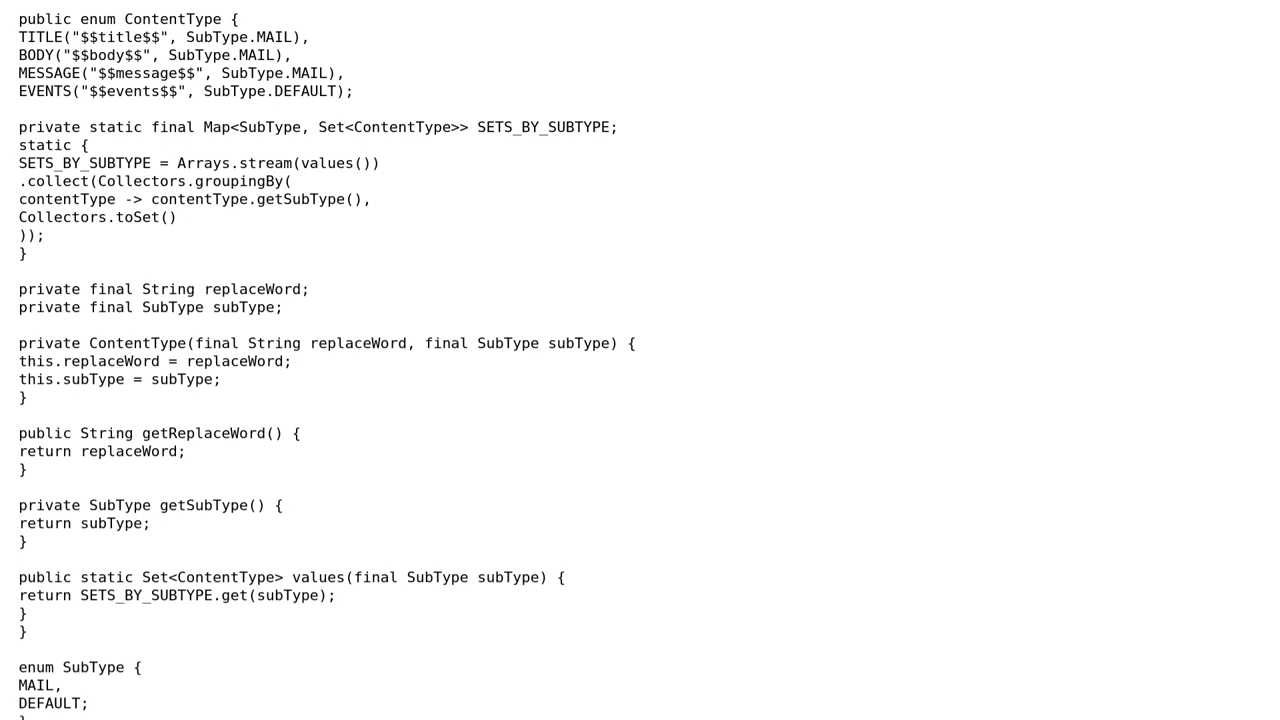 public enum ContentType {
TITLE("$$title$$", SubType.MAIL),
BODY("$$body$$", SubType.MAIL),
MESSAGE("$$message$$", SubType.MAIL),
EVENTS("$$events$$", SubType.DEFAULT);

private static final Map<SubType, Set<ContentType>> SETS_BY_SUBTYPE;
static {
SETS_BY_SUBTYPE = Arrays.stream(values())
.collect(Collectors.groupingBy(
contentType -> contentType.getSubType(),
Collectors.toSet()
));
}

private final String replaceWord;
private final SubType subType;

private ContentType(final String replaceWord, final SubType subType) {
this.replaceWord = replaceWord;
this.subType = subType;
}

public String getReplaceWord() {
return replaceWord;
}

private SubType getSubType() {
return subType;
}

public static Set<ContentType> values(final SubType subType) {
return SETS_BY_SUBTYPE.get(subType);
}
}

enum SubType {
MAIL,
DEFAULT;
}